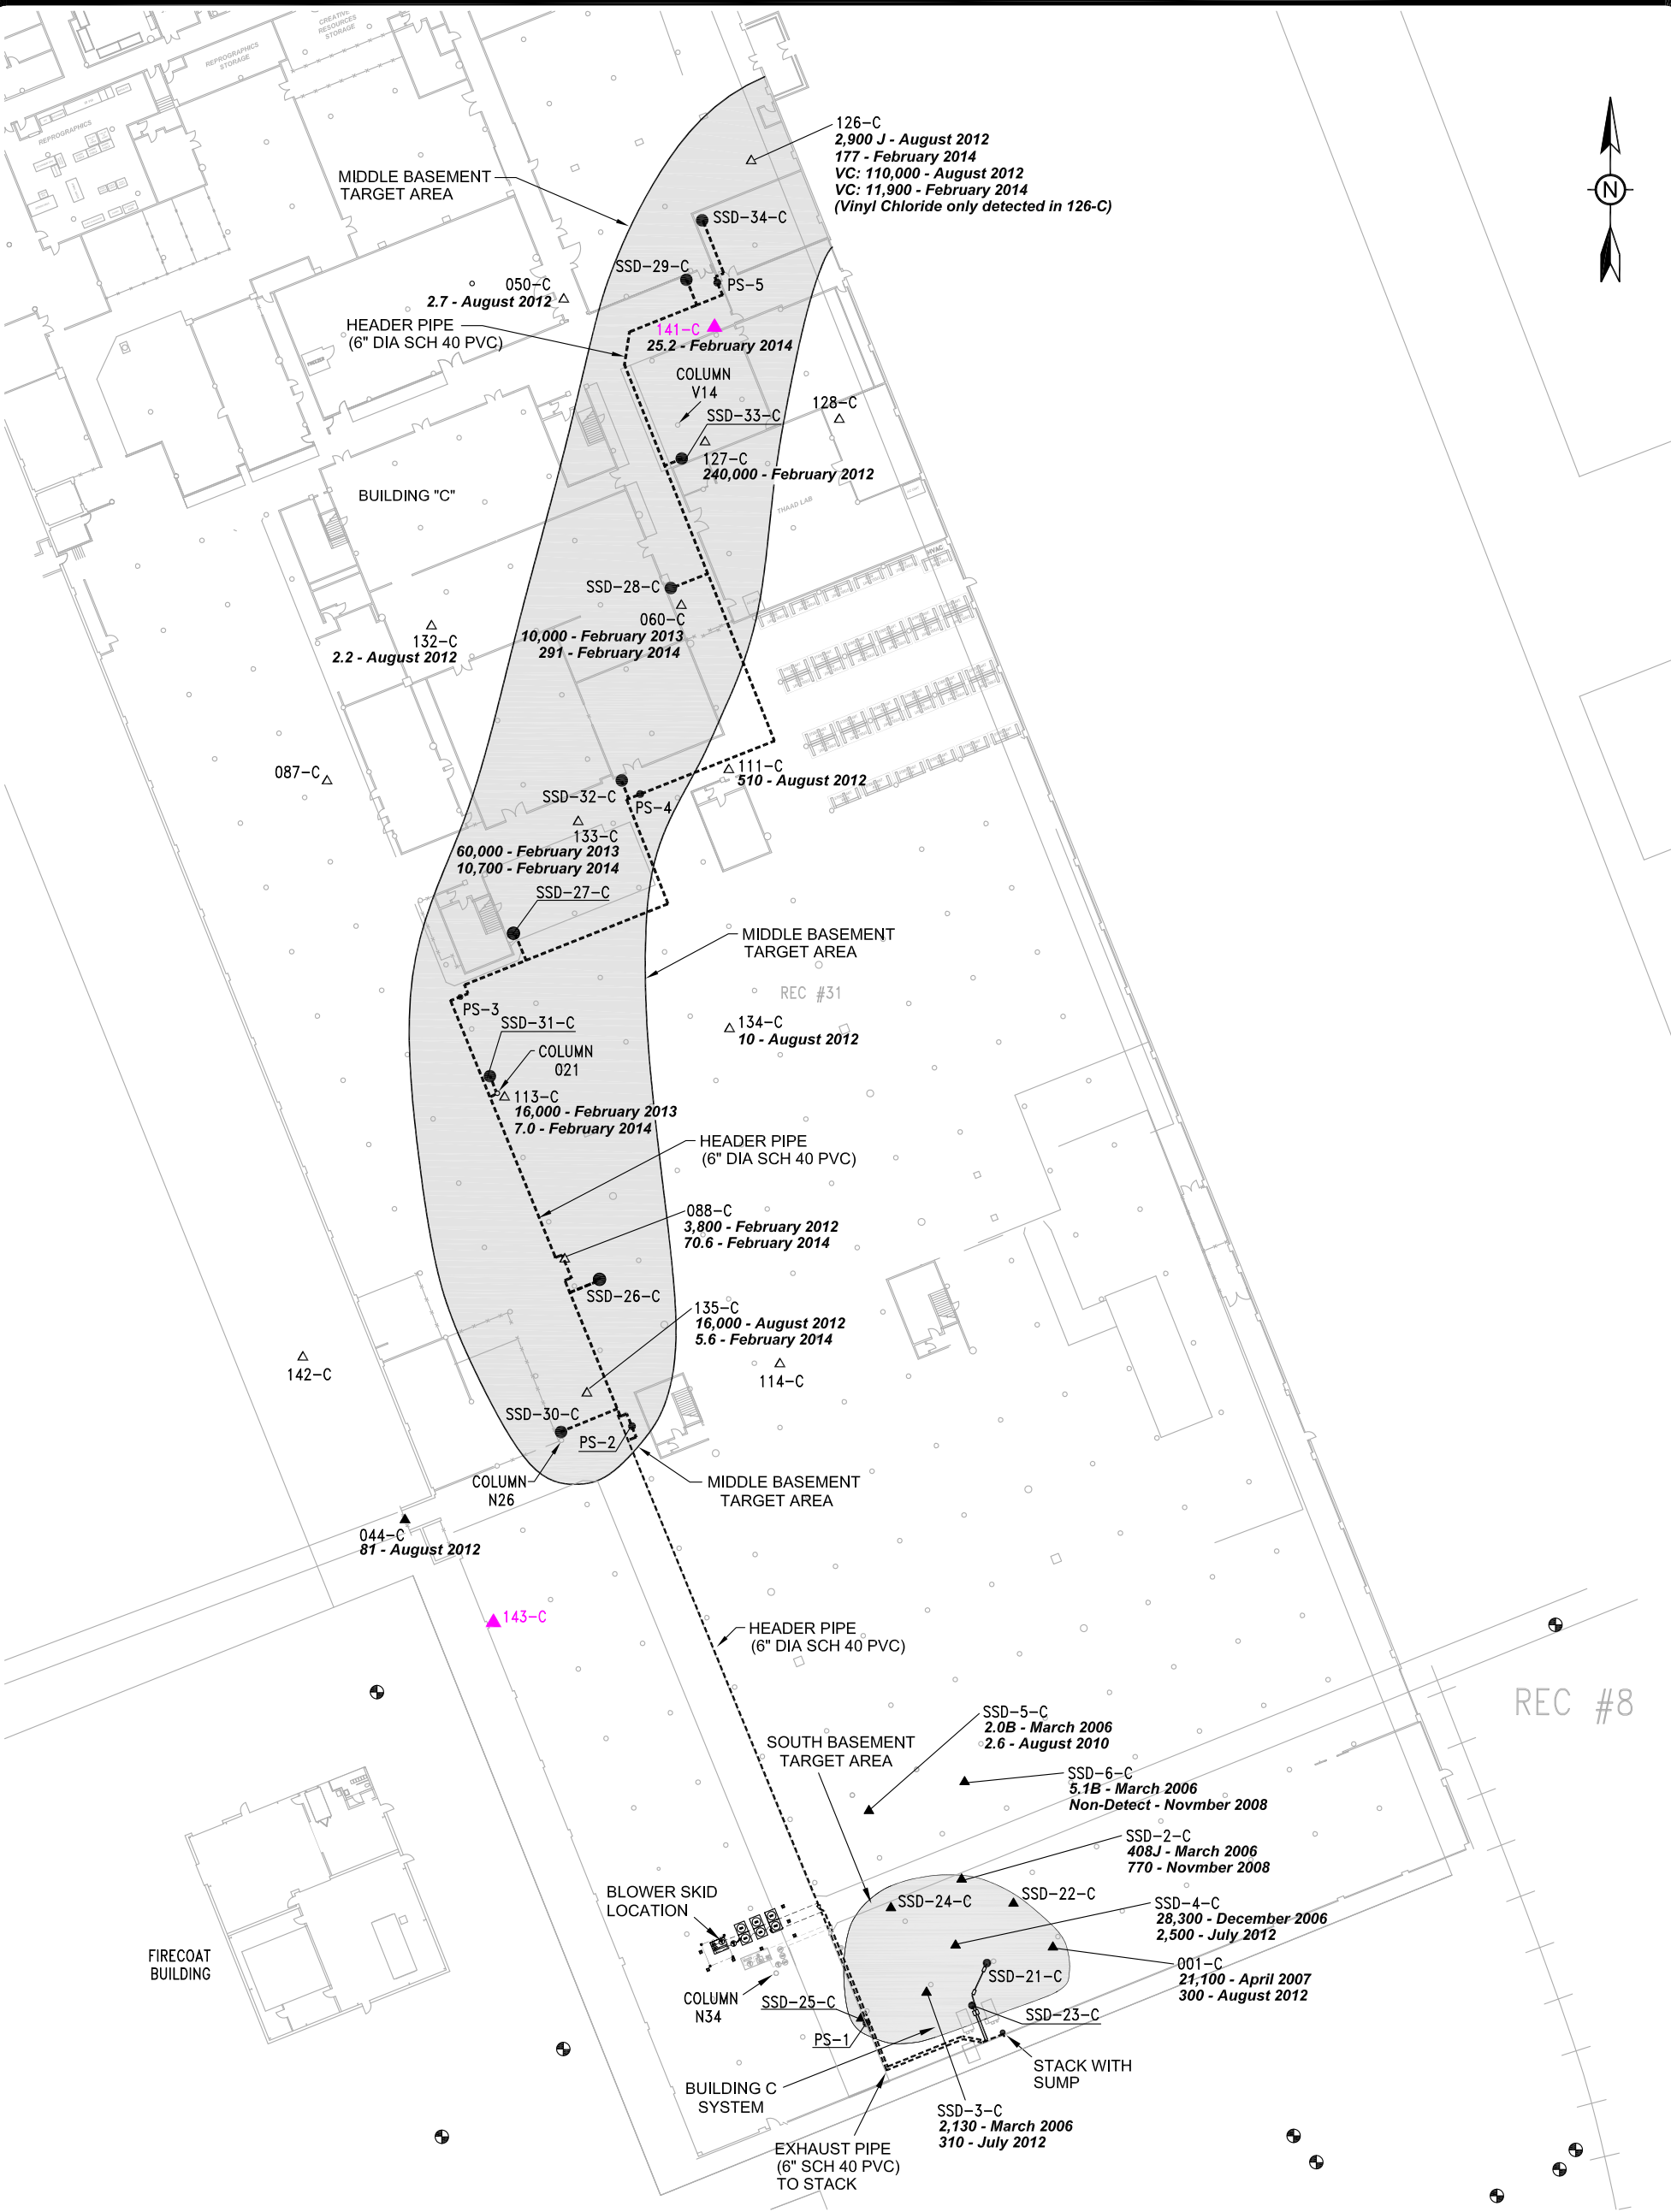 CREATIVE
RESOURCES
STORAGE
REPROGRAPHICS
STORAGE
REPROGRAPHICS
126-C
2,900 J - August 2012
177 - February 2014
VC: 110,000 - August 2012
VC: 11,900 - February 2014
(Vinyl Chloride only detected in 126-C)
N
MIDDLE BASEMENT
TARGET AREA
SSD-34-C
SSD-29-C
PS-5
050-C
2.7 - August 2012
HEADER PIPE
(6" DIA SCH 40 PVC)
FREEZER
141-C
25.2 - February 2014
COLUMN
V14
SSD-33-C
128-C
127-C
240,000 - February 2012
BUILDING "C"
THAAD LAB
HVAC
SSD-28-C
060-C
10,000 - February 2013
291 - February 2014
132-C
2.2 - August 2012
087-C
111-C
510 - August 2012
SSD-32-C
PS-4
133-C
60,000 - February 2013
10,700 - February 2014
SSD-27-C
MIDDLE BASEMENT
TARGET AREA
REC #31
PS-3
SSD-31-C
134-C
10 - August 2012
COLUMN
021
113-C
16,000 - February 2013
7.0 - February 2014
HEADER PIPE
(6" DIA SCH 40 PVC)
088-C
3,800 - February 2012
70.6 - February 2014
SSD-26-C
135-C
16,000 - August 2012
5.6 - February 2014
142-C
114-C
SSD-30-C
PS-2
COLUMN
N26
MIDDLE BASEMENT
TARGET AREA
044-C
81 - August 2012
143-C
HEADER PIPE
(6" DIA SCH 40 PVC)
REC #8
SSD-5-C
2.0B - March 2006
2.6 - August 2010
SOUTH BASEMENT
TARGET AREA
SSD-6-C
5.1B - March 2006
Non-Detect - Novmber 2008
SSD-2-C
408J - March 2006
770 - Novmber 2008
BLOWER SKID
LOCATION
SSD-24-C
SSD-22-C
SSD-4-C
28,300 - December 2006
2,500 - July 2012
FIRECOAT
BUILDING
001-C
21,100 - April 2007
300 - August 2012
SSD-21-C
COLUMN
N34
SSD-25-C
SSD-23-C
PS-1
STACK WITH
SUMP
BUILDING C
SYSTEM
SSD-3-C
2,130 - March 2006
310 - July 2012
EXHAUST PIPE
(6" SCH 40 PVC)
TO STACK